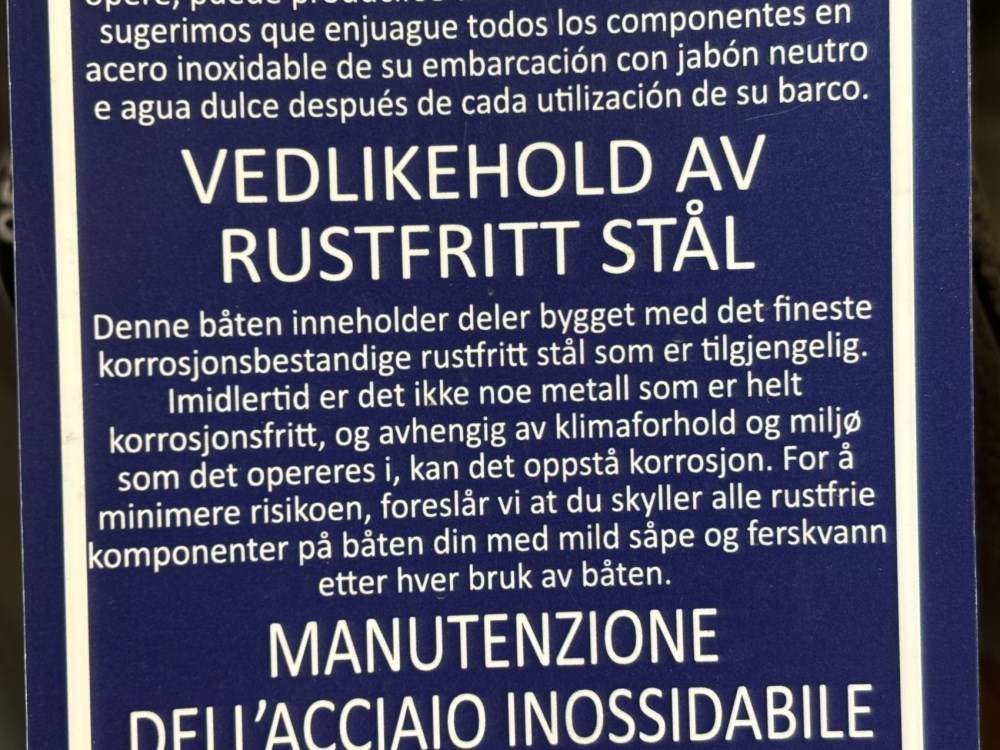 sugerimos que enjuague todos los componentes en
acero inoxidable de su embarcación con jabón neutro
e agua dulce después de cada utilización de su barco.
VEDLIKEHOLD AV
RUSTFRITT STÅL
Denne båten inneholder deler bygget med det fineste
korrosjonsbestandige rustfritt stål som er tilgjengelig.
Imidlertid er det ikke noe metall som er helt
korrosjonsfritt, og avhengig av klimaforhold og miljø
som det opereres i, kan det oppstå korrosjon. For å
minimere risikoen, foreslår vi at du skyller alle rustfrie
komponenter på båten din med mild såpe og ferskvann
etter hver bruk av båten.
MANUTENZIONE
DELL'ACCIAIO INOSSIDABILE